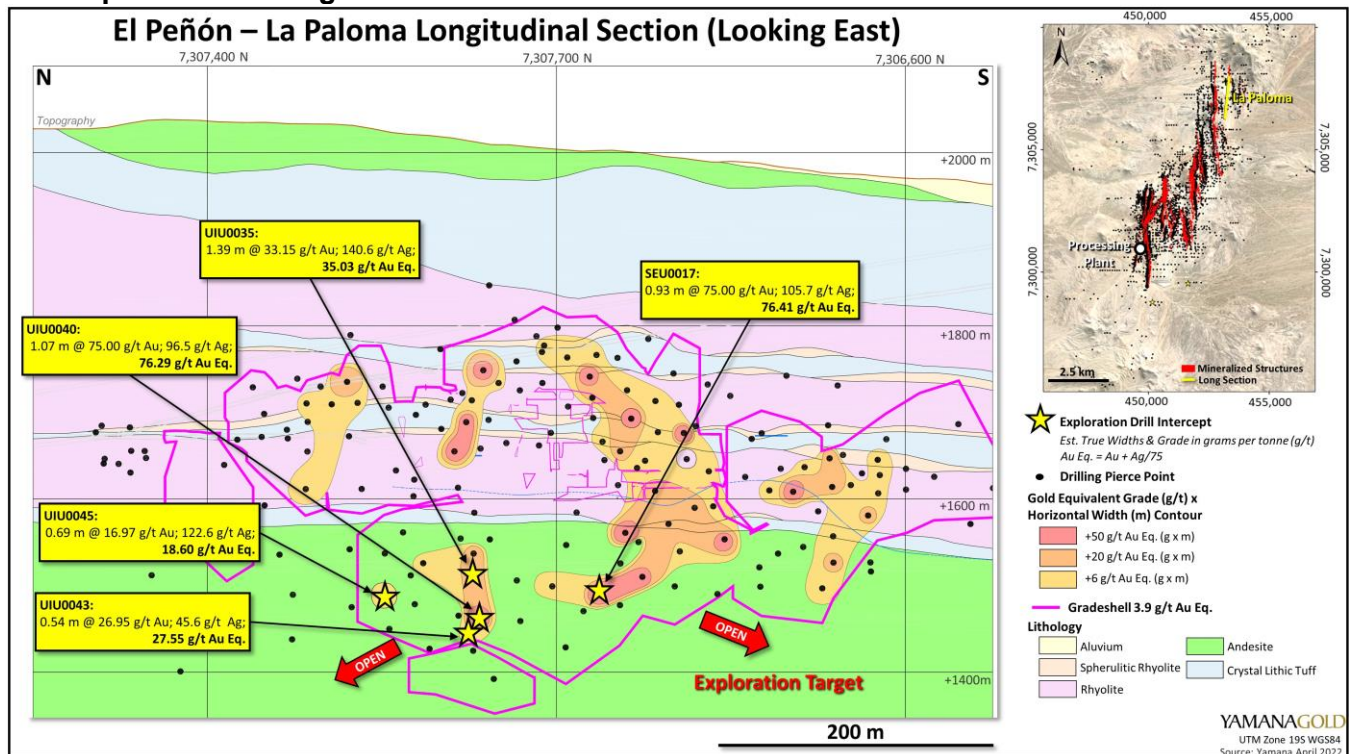 El Peñón – La Paloma Longitudinal Section (Looking East)
7,307,400 N
7,307,700 N
7,306,600 N
N
S
Topography
+2000 m
UIU0035:
1.39 m @ 33.15 g/t Au; 140.6 g/t Ag;
35.03 g/t Au Eq.
SEU0017:
0.93 m @ 75.00 g/t Au; 105.7 g/t Ag;
76.41 g/t Au Eq.
UIU0040:
1.07 m @ 75.00 g/t Au; 96.5 g/t Ag;
76.29 g/t Au Eq.
+1800 m
+1600 m
UIU0045:
0.69 m @ 16.97 g/t Au; 122.6 g/t Ag;
18.60 g/t Au Eq.
UIU0043:
0.54 m @ 26.95 g/t Au; 45.6 g/t Ag;
27.55 g/t Au Eq.
OPEN
OPEN
Exploration Target
+1400m
200 m
450,000
455,000
N
La Paloma
7,305,000
7,305,000
Processing
Plant
7,300,000
7,300,000
2.5 km
Mineralized Structures
Long Section
450,000
455,000
Exploration Drill Intercept
Est. True Widths & Grade in grams per tonne (g/t)
Au Eq. = Au + Ag/75
Drilling Pierce Point
Gold Equivalent Grade (g/t) x
Horizontal Width (m) Contour
+50 g/t Au Eq. (g x m)
+20 g/t Au Eq. (g x m)
+6 g/t Au Eq. (g x m)
Gradeshell 3.9 g/t Au Eq.
Lithology
Aluvium
Andesite
Spherulitic Rhyolite
Crystal Lithic Tuff
Rhyolite
YAMANAGOLD
UTM Zone 19S WGS84
Source: Yamana April 2022